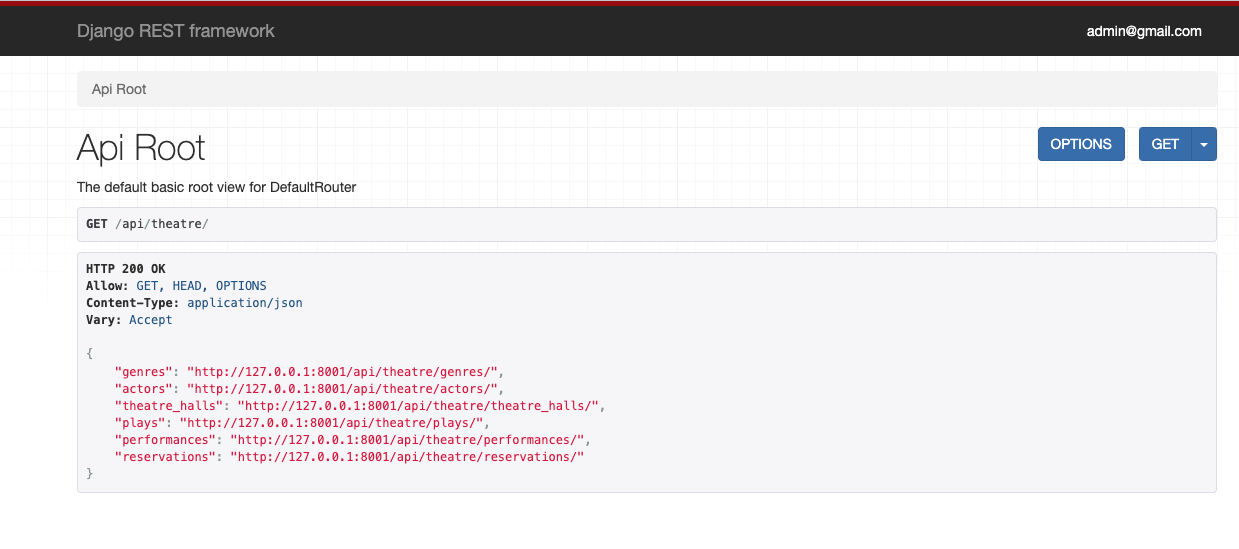 Django REST framework
admin@gmail.com
Api Root
Api Root
OPTIONS
GET
The default basic root view for DefaultRouter
GET /api/theatre/
HTTP 200 OK
Allow: GET, HEAD, OPTIONS
Content-Type: application/json
Vary: Accept
{
    "genres": "http://127.0.0.1:8001/api/theatre/genres/",
    "actors": "http://127.0.0.1:8001/api/theatre/actors/",
    "theatre_halls": "http://127.0.0.1:8001/api/theatre/theatre_halls/",
    "plays": "http://127.0.0.1:8001/api/theatre/plays/",
    "performances": "http://127.0.0.1:8001/api/theatre/performances/",
    "reservations": "http://127.0.0.1:8001/api/theatre/reservations/"
}